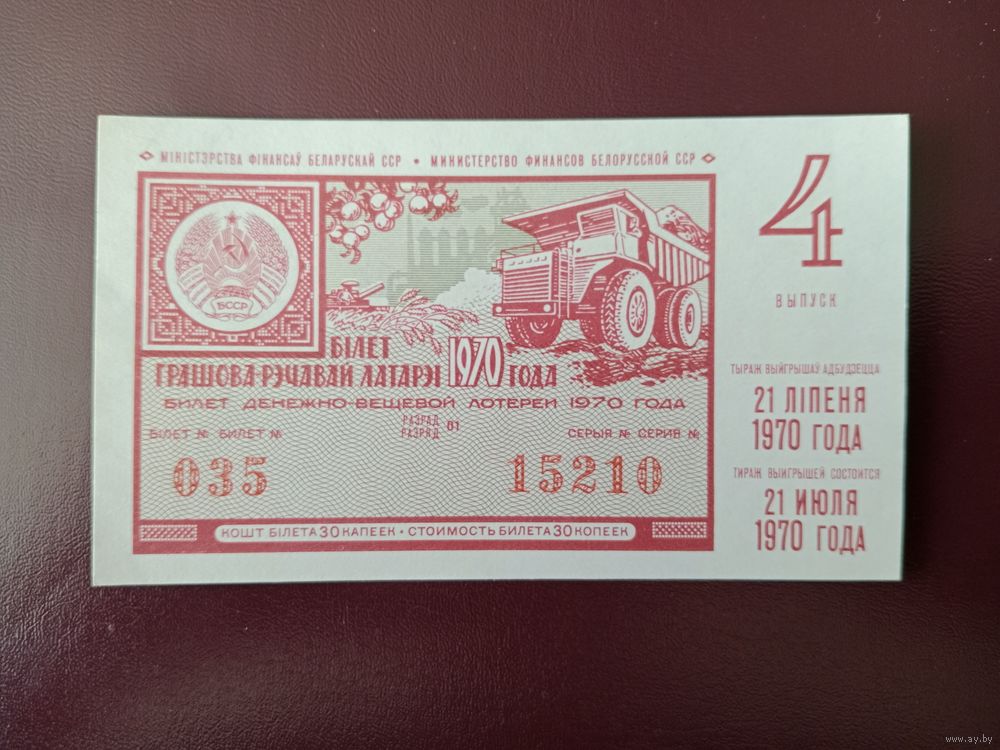 МІНІСТЭРСТВА ФІНАНСАЎ БЕЛАРУСКАЙ ССР • МИНИСТЕРСТВО ФИНАНСОВ БЕЛОРУССКОЙ ССР
БССР
БІЛЕТ
ГРАШОВА-РЭЧАВАЙ ЛАТАРЭІ 1970 ГОДА
БИЛЕТ ДЕНЕЖНО-ВЕЩЕВОЙ ЛОТЕРЕИ 1970 ГОДА
РАЗРАД
РАЗРЯД 01
БІЛЕТ № БИЛЕТ №
СЕРЫЯ № СЕРИЯ №
035
15210
КОШТ БІЛЕТА 30 КАПЕЕК • СТОИМОСТЬ БИЛЕТА 30 КОПЕЕК
4
ВЫПУСК
ТЫРАЖ ВЫЙГРЫШАЎ АДБУДЗЕЦЦА
21 ЛІПЕНЯ
1970 ГОДА
ТИРАЖ ВЫИГРЫШЕЙ СОСТОИТСЯ
21 ИЮЛЯ
1970 ГОДА
www.ay.by